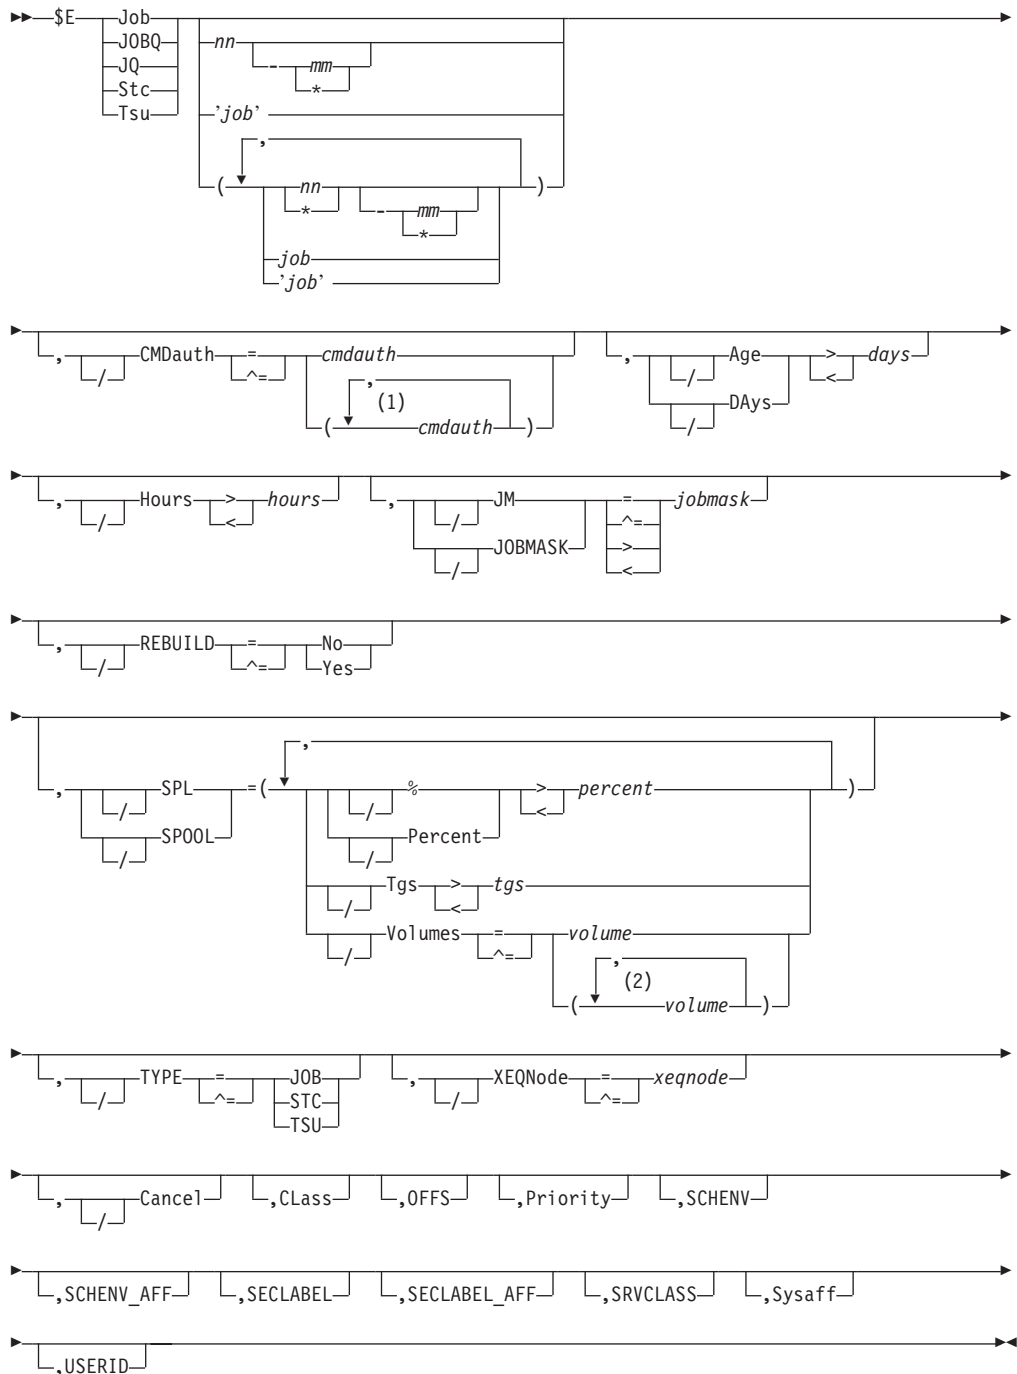 $E Job
JOBQ nn
JQ - mm
Stc *
Tsu 'job'
,
( nn )
* - mm
*
job
'job'
, / CMDauth = cmdauth , / Age > days
^= , / <
(1) DAys
( cmdauth ) /
, / Hours > hours , / JM = jobmask
< / ^=
JOBMASK >
/ <
, / REBUILD = No
^= Yes
,
, / SPL =( / % > percent )
/ SPOOL / Percent <
/ Tgs > tgs
<
/ Volumes = volume
^= ,
(2)
( volume )
, / TYPE = JOB , / XEQNode = xeqnode
^= STC ^=
TSU
, / Cancel ,CLass ,OFFS ,Priority ,SCHENV
,SCHENV_AFF ,SECLABEL ,SECLABEL_AFF ,SRVCLASS ,Sysaff
,USERID